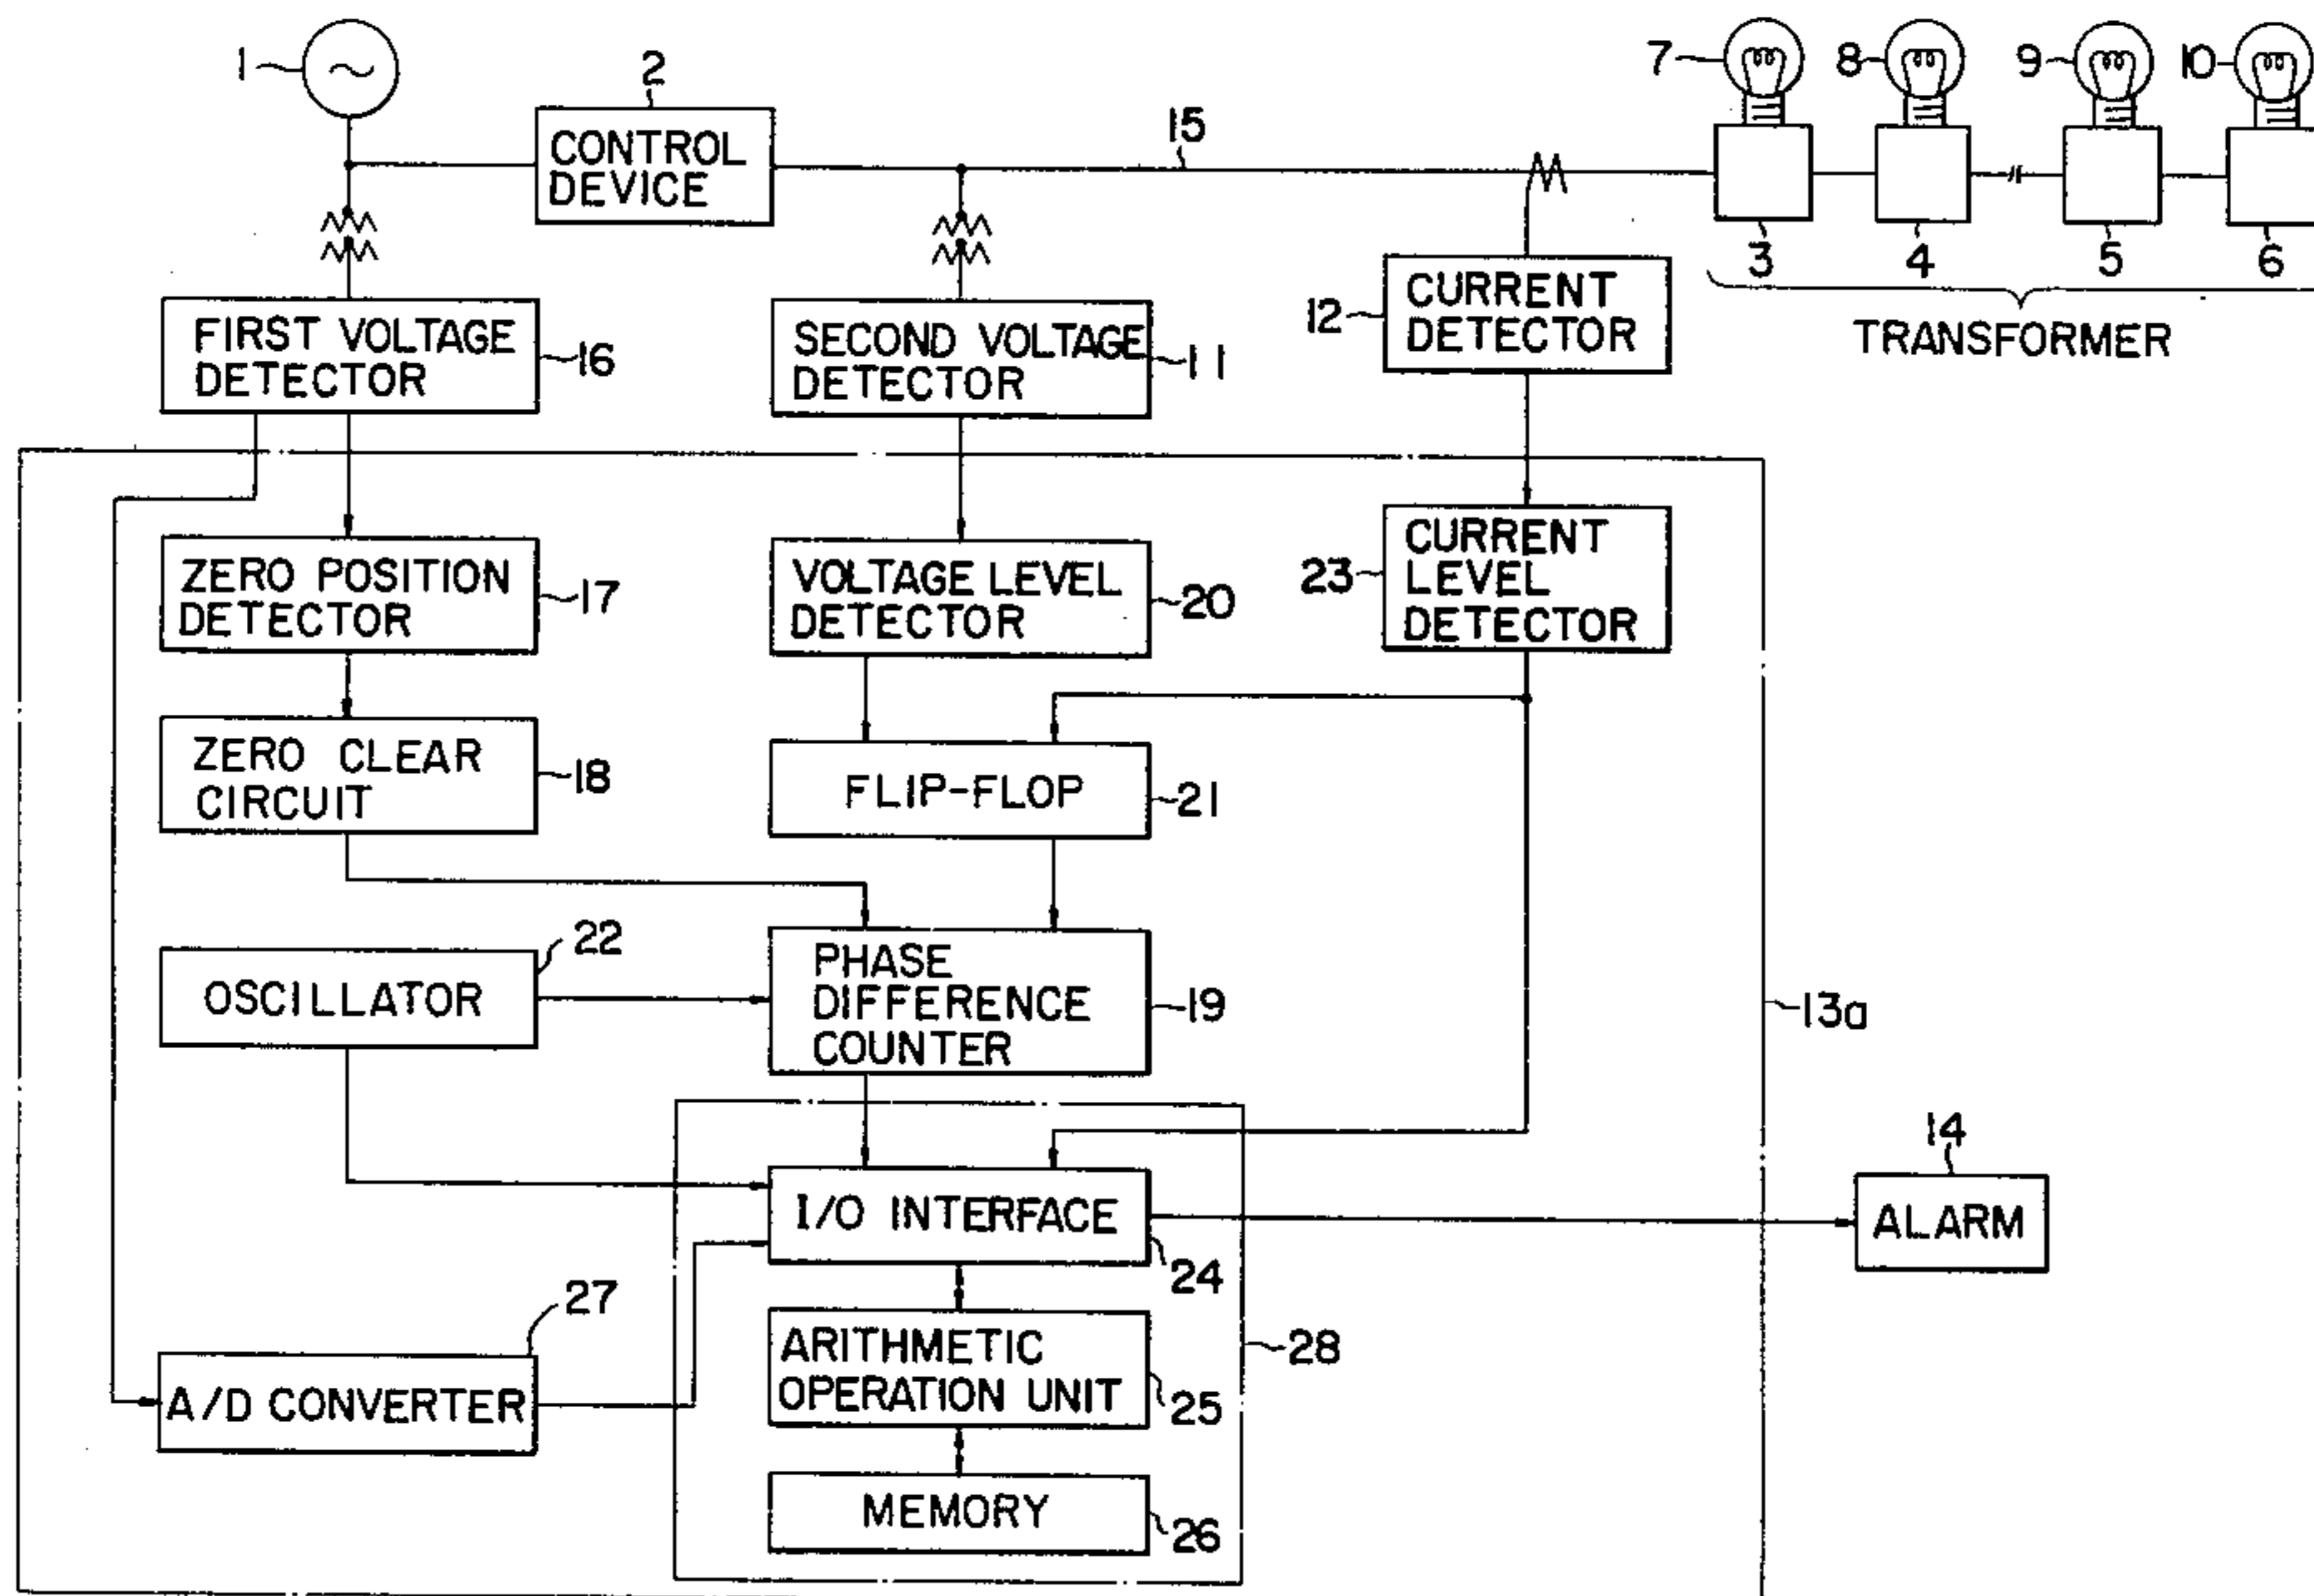 1
2
CONTROL
DEVICE
15
7
8
9
10
3
4
5
6
TRANSFORMER
FIRST VOLTAGE
DETECTOR
16
SECOND VOLTAGE
DETECTOR
11
12
CURRENT
DETECTOR
ZERO POSITION
DETECTOR
17
VOLTAGE LEVEL
DETECTOR
20
23
CURRENT
LEVEL
DETECTOR
ZERO CLEAR
CIRCUIT
18
FLIP-FLOP
21
22
OSCILLATOR
PHASE
DIFFERENCE
COUNTER
19
13a
14
ALARM
I/O INTERFACE
24
27
A/D CONVERTER
ARITHMETIC
OPERATION UNIT
25
28
MEMORY
26